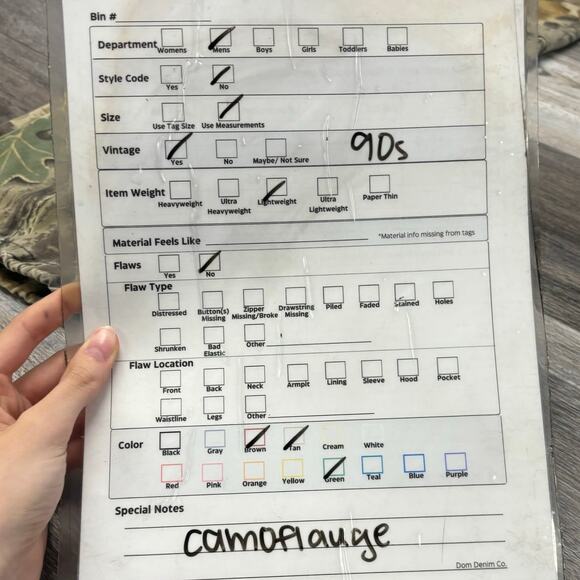 Bin #
Department Womens Mens Boys Girls Toddlers Babies
Style Code Yes No
Size Use Tag Size Use Measurements
Vintage Yes No Maybe/ Not Sure 90s
Item Weight Heavyweight Ultra Heavyweight Lightweight Ultra Lightweight Paper Thin
Material Feels Like *Material info missing from tags
Flaws Yes No
Flaw Type
Distressed Button(s) Missing Zipper Missing/Broke Drawstring Missing Piled Faded Stained Holes
Shrunken Bad Elastic Other
Flaw Location
Front Back Neck Armpit Lining Sleeve Hood Pocket
Waistline Legs Other
Color Black Gray Brown Tan Cream White
Red Pink Orange Yellow Green Teal Blue Purple
Special Notes
camoflauge
Dom Denim Co.